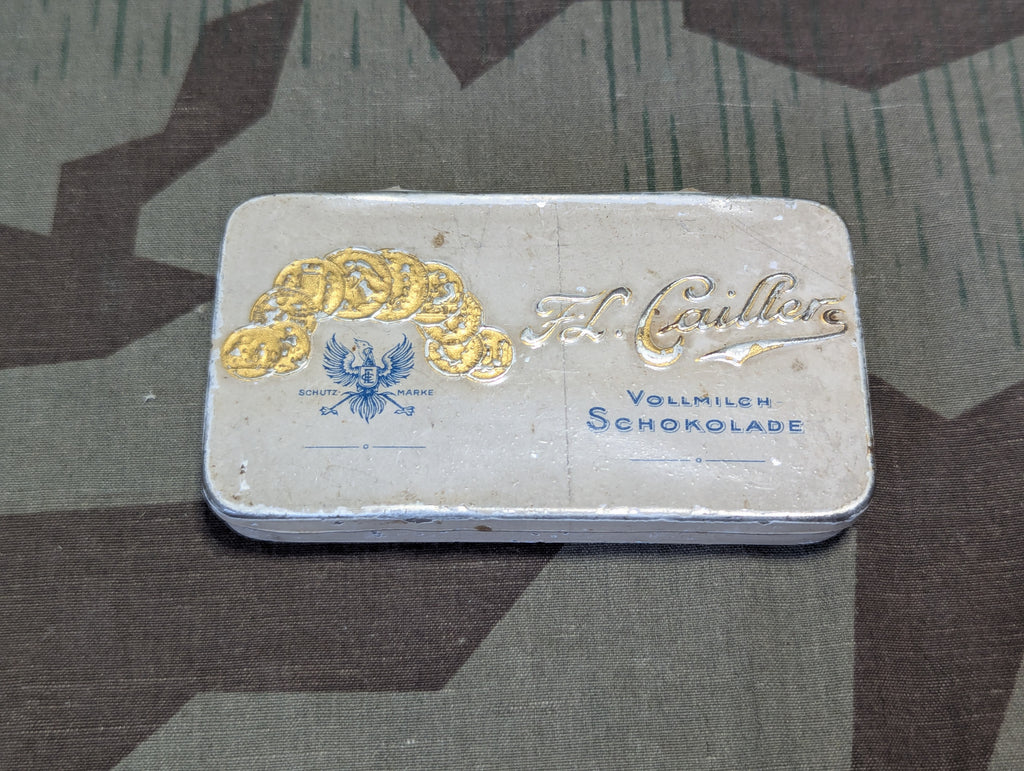 F.L. Cailler
SCHUTZ-MARKE
VOLLMILCH
SCHOKOLADE